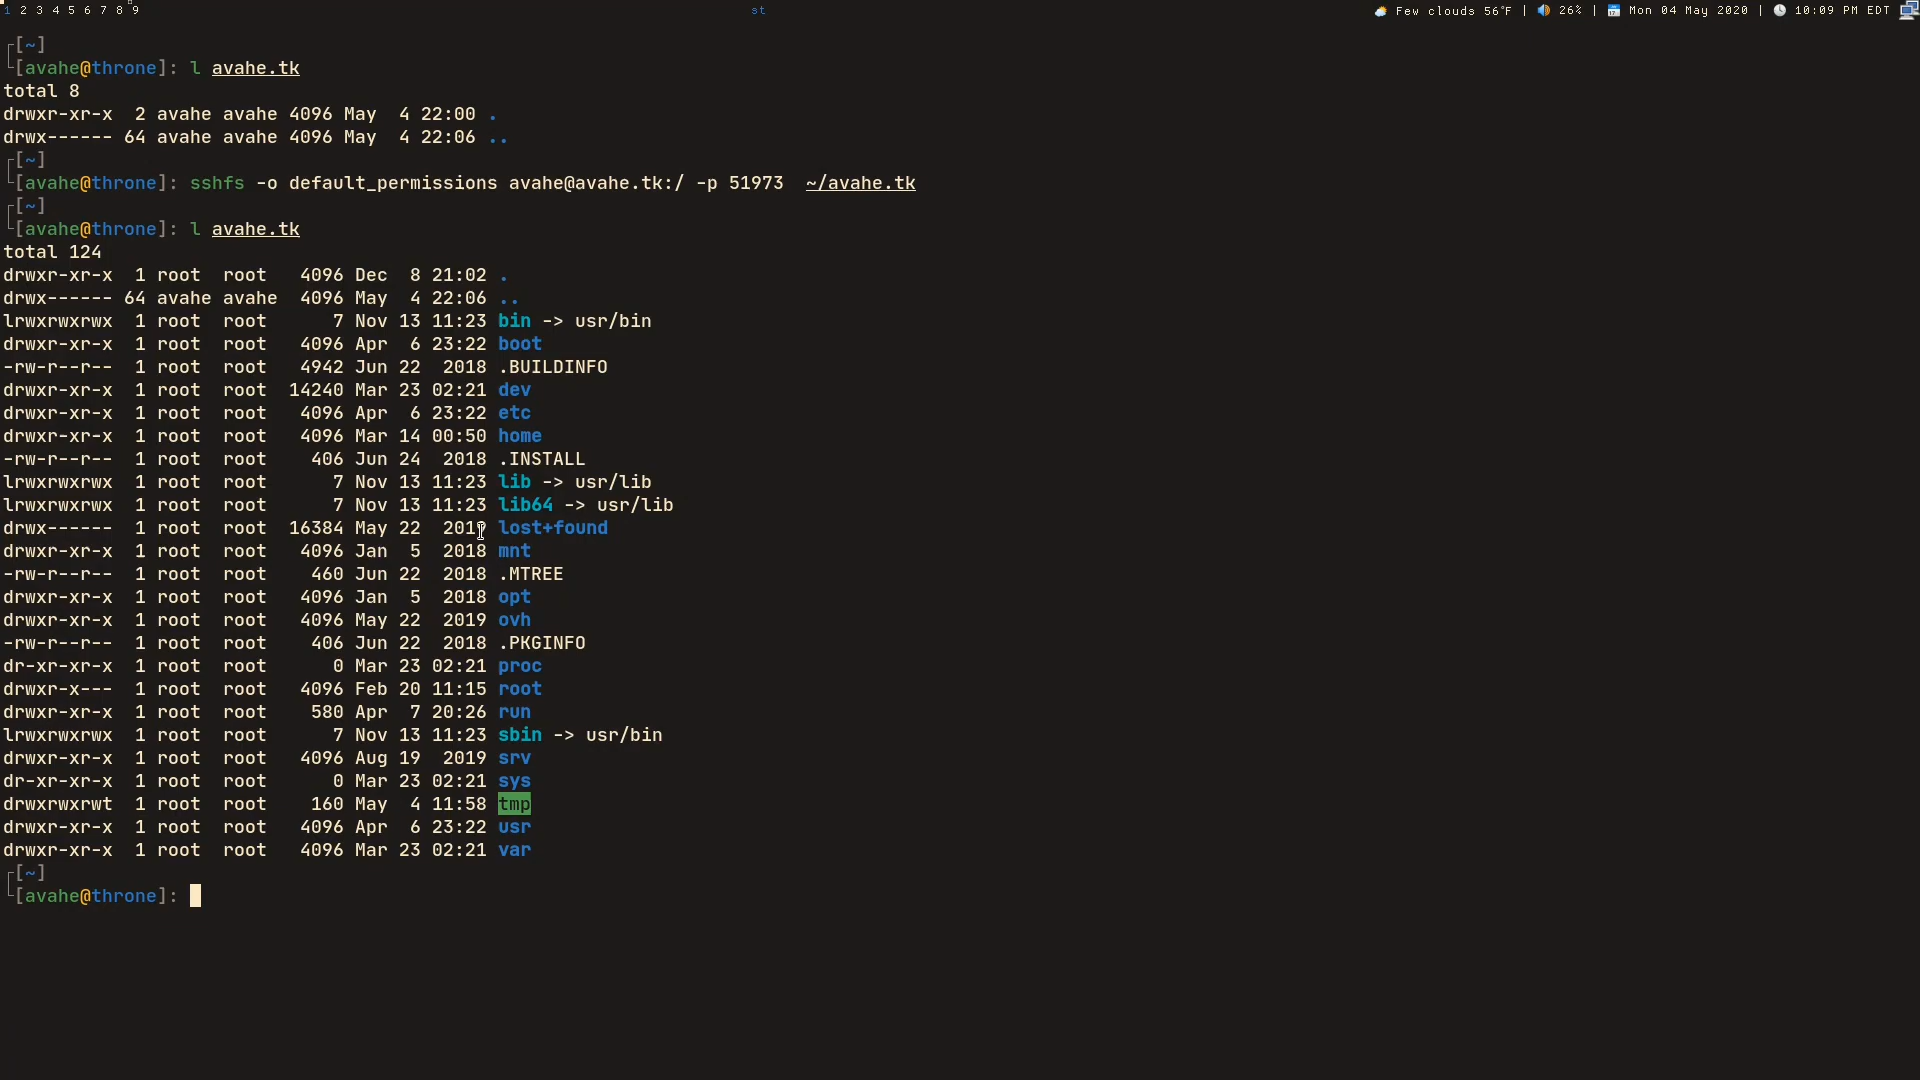 1 2 3 4 5 6 7 8 9 st Few clouds 56°F | 26% | Mon 04 May 2020 | 10:09 PM EDT
[~]
[avahe@throne]: l avahe.tk
total 8
drwxr-xr-x  2 avahe avahe 4096 May  4 22:00 .
drwx------ 64 avahe avahe 4096 May  4 22:06 ..
[~]
[avahe@throne]: sshfs -o default_permissions avahe@avahe.tk:/ -p 51973  ~/avahe.tk
[~]
[avahe@throne]: l avahe.tk
total 124
drwxr-xr-x  1 root  root   4096 Dec  8 21:02 .
drwx------ 64 avahe avahe  4096 May  4 22:06 ..
lrwxrwxrwx  1 root  root      7 Nov 13 11:23 bin -> usr/bin
drwxr-xr-x  1 root  root   4096 Apr  6 23:22 boot
-rw-r--r--  1 root  root   4942 Jun 22  2018 .BUILDINFO
drwxr-xr-x  1 root  root  14240 Mar 23 02:21 dev
drwxr-xr-x  1 root  root   4096 Apr  6 23:22 etc
drwxr-xr-x  1 root  root   4096 Mar 14 00:50 home
-rw-r--r--  1 root  root    406 Jun 24  2018 .INSTALL
lrwxrwxrwx  1 root  root      7 Nov 13 11:23 lib -> usr/lib
lrwxrwxrwx  1 root  root      7 Nov 13 11:23 lib64 -> usr/lib
drwx------  1 root  root  16384 May 22  2019 lost+found
drwxr-xr-x  1 root  root   4096 Jan  5  2018 mnt
-rw-r--r--  1 root  root    460 Jun 22  2018 .MTREE
drwxr-xr-x  1 root  root   4096 Jan  5  2018 opt
drwxr-xr-x  1 root  root   4096 May 22  2019 ovh
-rw-r--r--  1 root  root    406 Jun 22  2018 .PKGINFO
dr-xr-xr-x  1 root  root      0 Mar 23 02:21 proc
drwxr-x---  1 root  root   4096 Feb 20 11:15 root
drwxr-xr-x  1 root  root    580 Apr  7 20:26 run
lrwxrwxrwx  1 root  root      7 Nov 13 11:23 sbin -> usr/bin
drwxr-xr-x  1 root  root   4096 Aug 19  2019 srv
dr-xr-xr-x  1 root  root      0 Mar 23 02:21 sys
drwxrwxrwt  1 root  root    160 May  4 11:58 tmp
drwxr-xr-x  1 root  root   4096 Apr  6 23:22 usr
drwxr-xr-x  1 root  root   4096 Mar 23 02:21 var
[~]
[avahe@throne]: